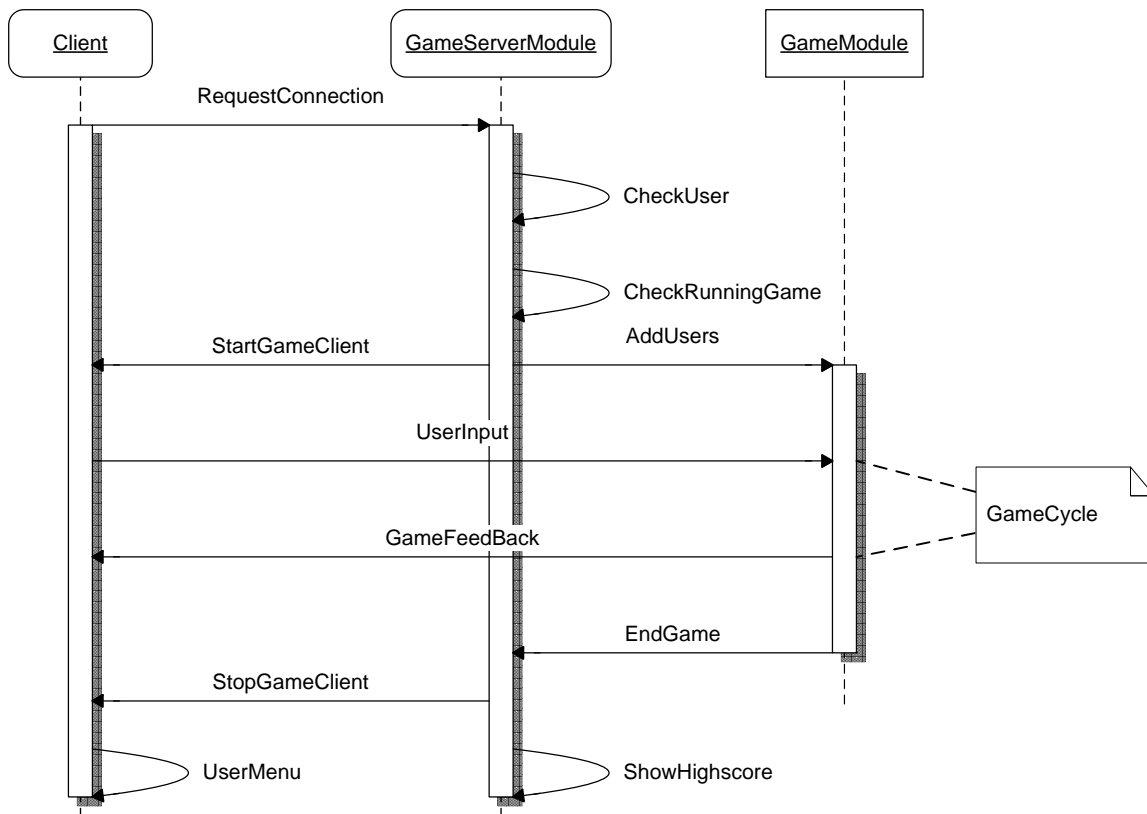 Client
GameServerModule
GameModule
RequestConnection
CheckUser
CheckRunningGame
StartGameClient
AddUsers
UserInput
GameCycle
GameFeedBack
EndGame
StopGameClient
UserMenu
ShowHighscore